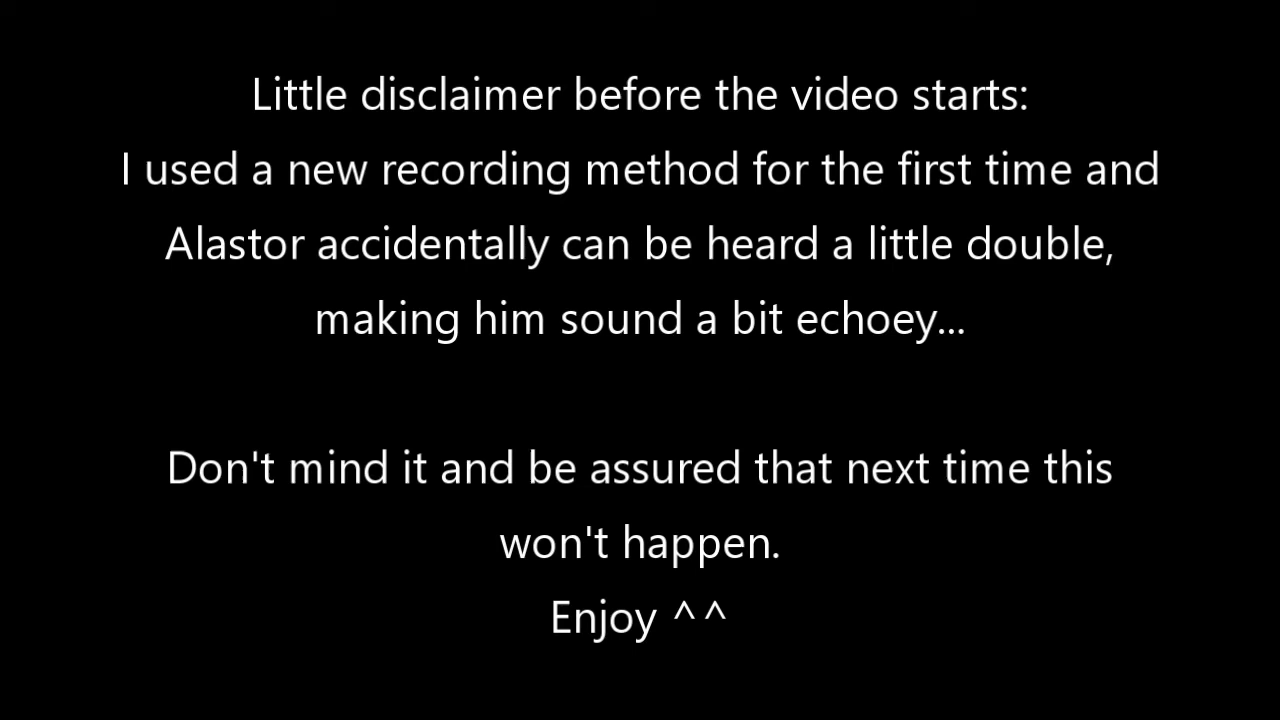 Little disclaimer before the video starts:
I used a new recording method for the first time and
Alastor accidentally can be heard a little double,
making him sound a bit echoey...
Don't mind it and be assured that next time this
won't happen.
Enjoy ^^